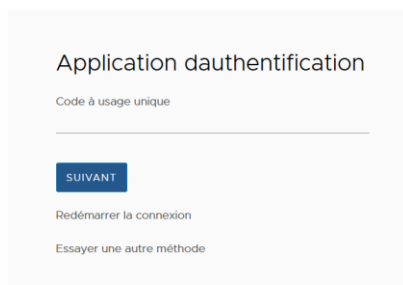 Application dauthentification
Code à usage unique
SUIVANT
Redémarrer la connexion
Essayer une autre méthode